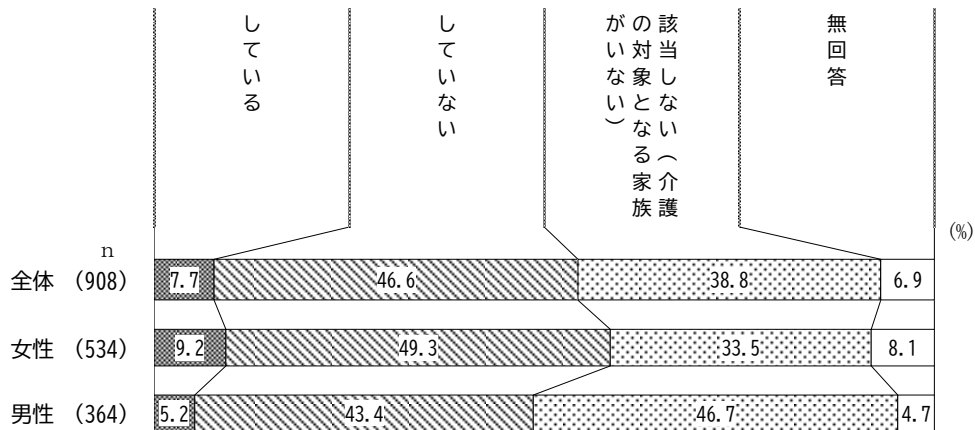 している
していない
該当しない（介護
の対象となる家族
がいない）
無回答
(%)
n
全体 (908) 7.7 46.6 38.8 6.9
女性 (534) 9.2 49.3 33.5 8.1
男性 (364) 5.2 43.4 46.7 4.7